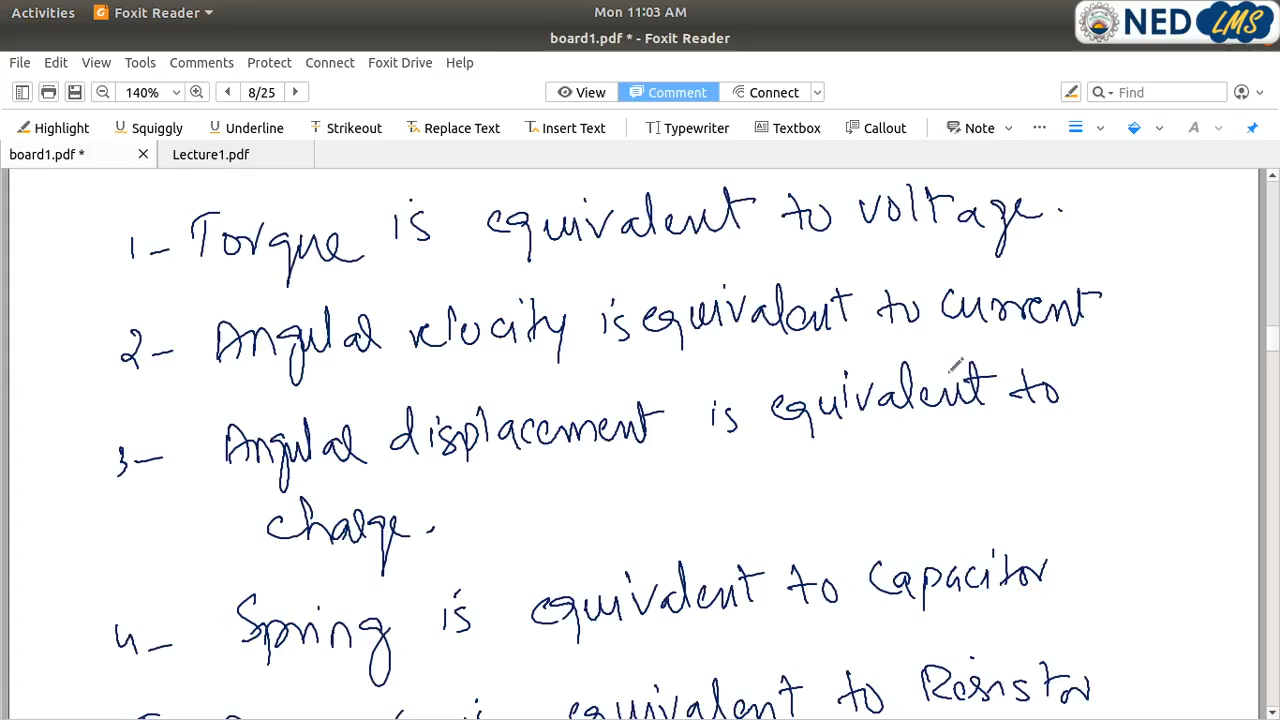 Activities Foxit Reader Mon 11:03 AM NED LMS
board1.pdf * - Foxit Reader
File Edit View Tools Comments Protect Connect Foxit Drive Help
140% 8/25 View Comment Connect Find
Highlight Squiggly Underline Strikeout Replace Text Insert Text Typewriter Textbox Callout Note
board1.pdf * Lecture1.pdf
1- Torque is equivalent to voltage.
2- Angular velocity is equivalent to current
3- Angular displacement is equivalent to
charge.
4- Spring is equivalent to Capacitor
is equivalent to Resistor